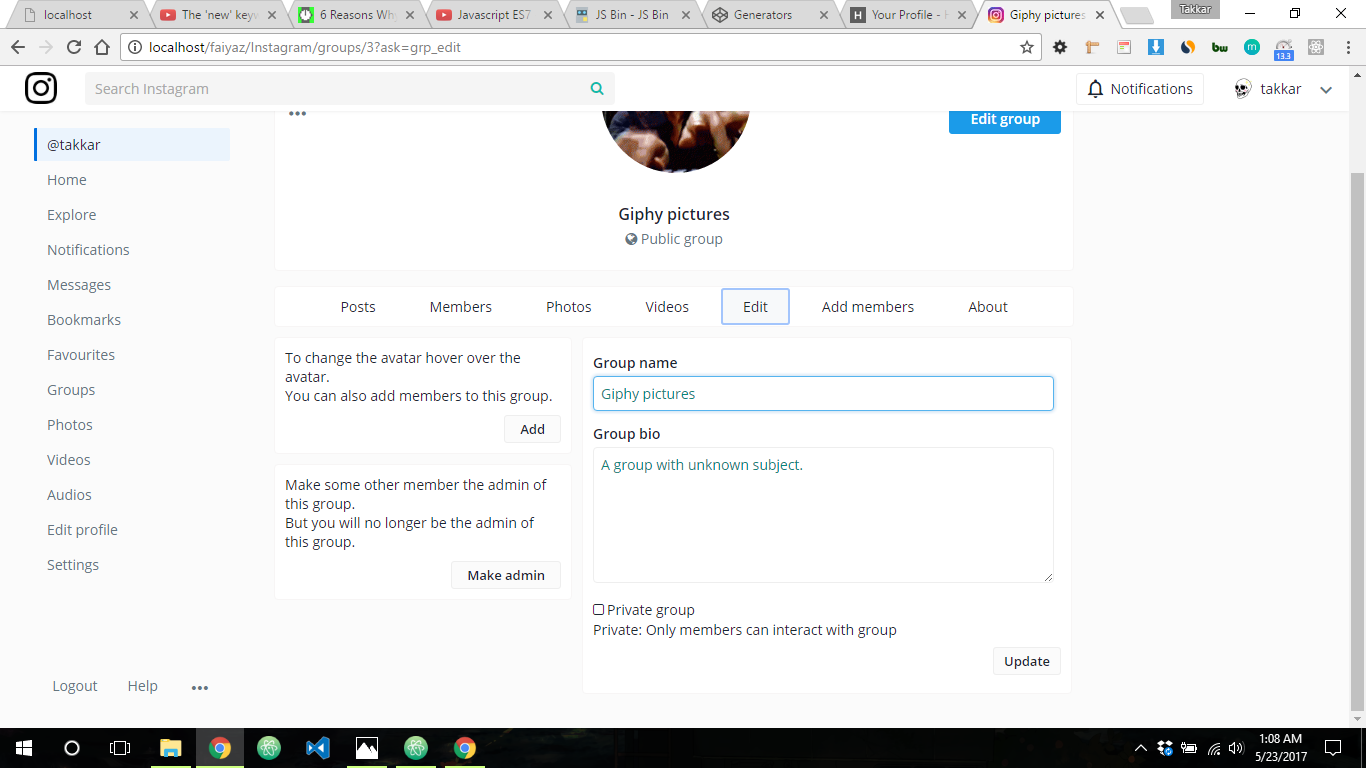 localhost
The 'new' keyw
6 Reasons Why
Javascript ES7
JS Bin - JS Bin
Generators
Your Profile - H
Giphy pictures
Takkar
localhost/faiyaz/Instagram/groups/3?ask=grp_edit
bw
m
13.3
Search Instagram
Notifications
takkar
@takkar
Home
Explore
Notifications
Messages
Bookmarks
Favourites
Groups
Photos
Videos
Audios
Edit profile
Settings
Logout
Help
Edit group
Giphy pictures
Public group
Posts
Members
Photos
Videos
Edit
Add members
About
To change the avatar hover over the
avatar.
You can also add members to this group.
Add
Make some other member the admin of
this group.
But you will no longer be the admin of
this group.
Make admin
Group name
Giphy pictures
Group bio
A group with unknown subject.
Private group
Private: Only members can interact with group
Update
1:08 AM
5/23/2017